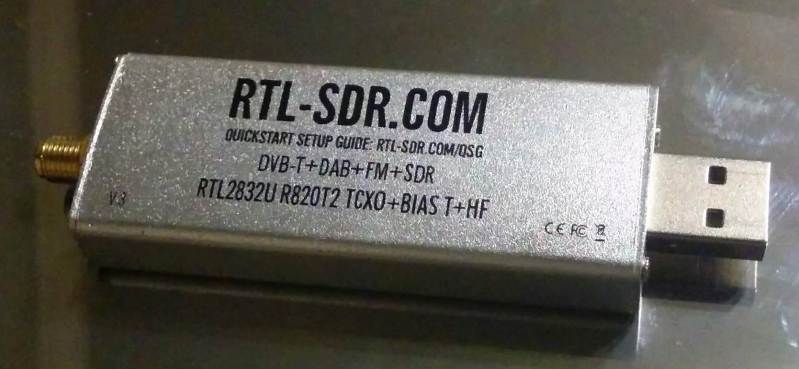 RTL-SDR.COM
QUICKSTART SETUP GUIDE: RTL-SDR.COM/QSG
DVB-T+DAB+FM+SDR
RTL2832U R820T2 TCXO+BIAS T+HF
V.3
CE FC